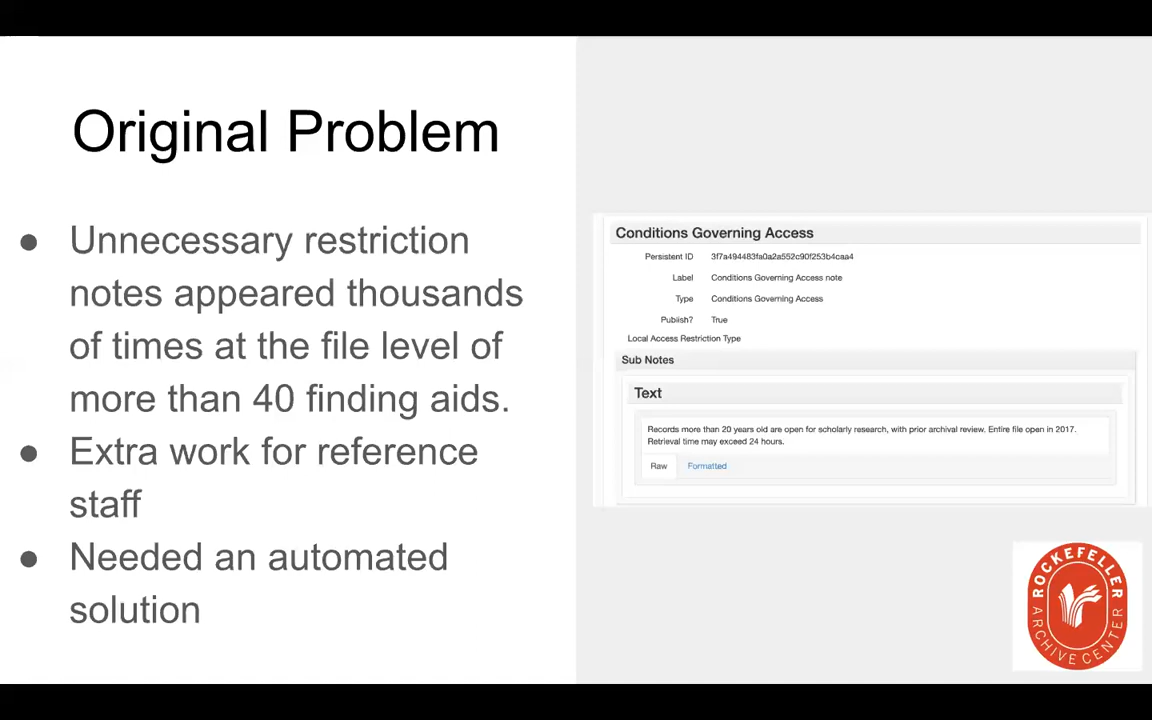 Original Problem
● Unnecessary restriction
notes appeared thousands
of times at the file level of
more than 40 finding aids.
● Extra work for reference
staff
● Needed an automated
solution
Conditions Governing Access
Persistent ID 3f7a494483fa0a2a552c90f253b4caa4
Label Conditions Governing Access note
Type Conditions Governing Access
Publish? True
Local Access Restriction Type
Sub Notes
Text
Records more than 20 years old are open for scholarly research, with prior archival review. Entire file open in 2017.
Retrieval time may exceed 24 hours.
Raw Formatted
ROCKEFELLER
ARCHIVE CENTER